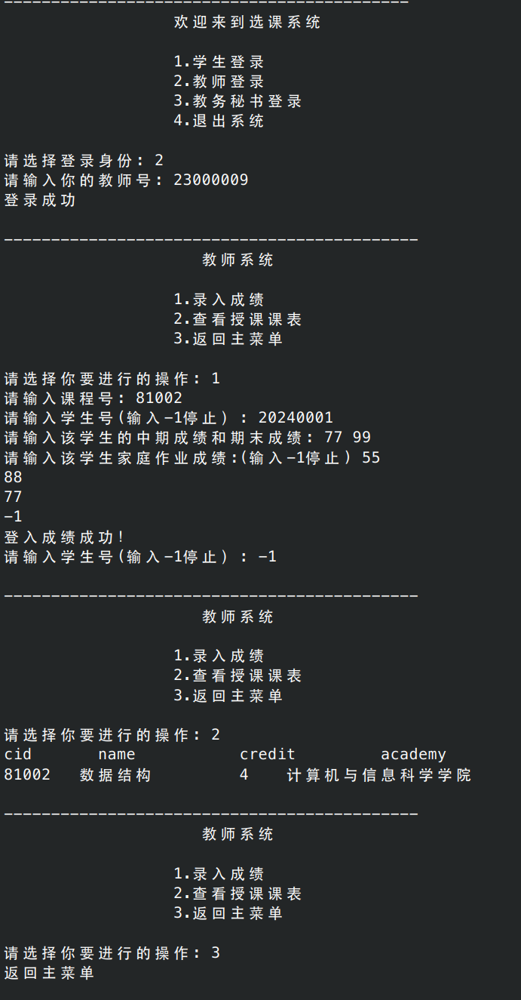 -------------------------------------------
欢迎来到选课系统
1.学生登录
2.教师登录
3.教务秘书登录
4.退出系统
请选择登录身份: 2
请输入你的教师号: 23000009
登录成功
--------------------------------------------
教师系统
1.录入成绩
2.查看授课课表
3.返回主菜单
请选择你要进行的操作: 1
请输入课程号: 81002
请输入学生号(输入-1停止) : 20240001
请输入该学生的中期成绩和期末成绩: 77 99
请输入该学生家庭作业成绩:(输入-1停止) 55
88
77
-1
登入成绩成功!
请输入学生号(输入-1停止) : -1
--------------------------------------------
教师系统
1.录入成绩
2.查看授课课表
3.返回主菜单
请选择你要进行的操作: 2
cid name credit academy
81002 数据结构 4 计算机与信息科学学院
--------------------------------------------
教师系统
1.录入成绩
2.查看授课课表
3.返回主菜单
请选择你要进行的操作: 3
返回主菜单